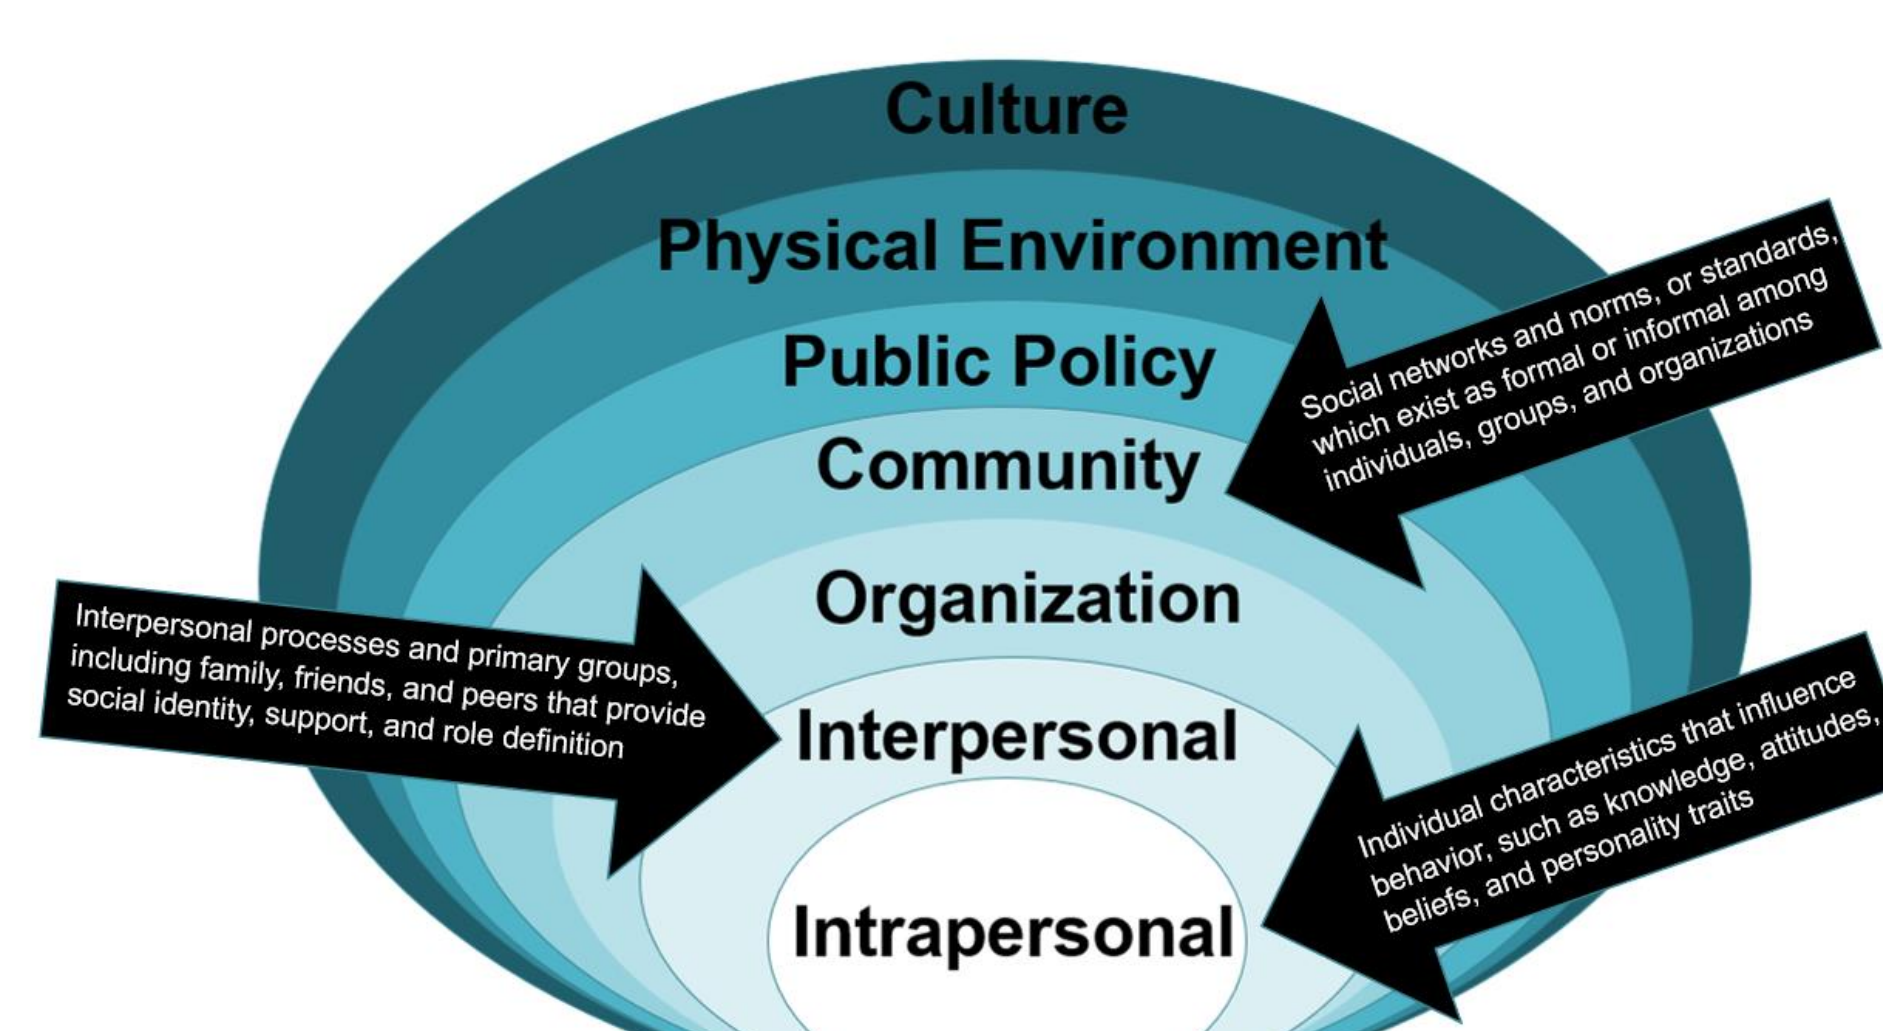 Culture
Physical Environment
Social networks and norms, or standards,
which exist as formal or informal among
individuals, groups, and organizations
Public Policy
Community
Organization
Interpersonal processes and primary groups,
including family, friends, and peers that provide
social identity, support, and role definition
Interpersonal
Individual characteristics that influence
behavior, such as knowledge, attitudes,
beliefs, and personality traits
Intrapersonal